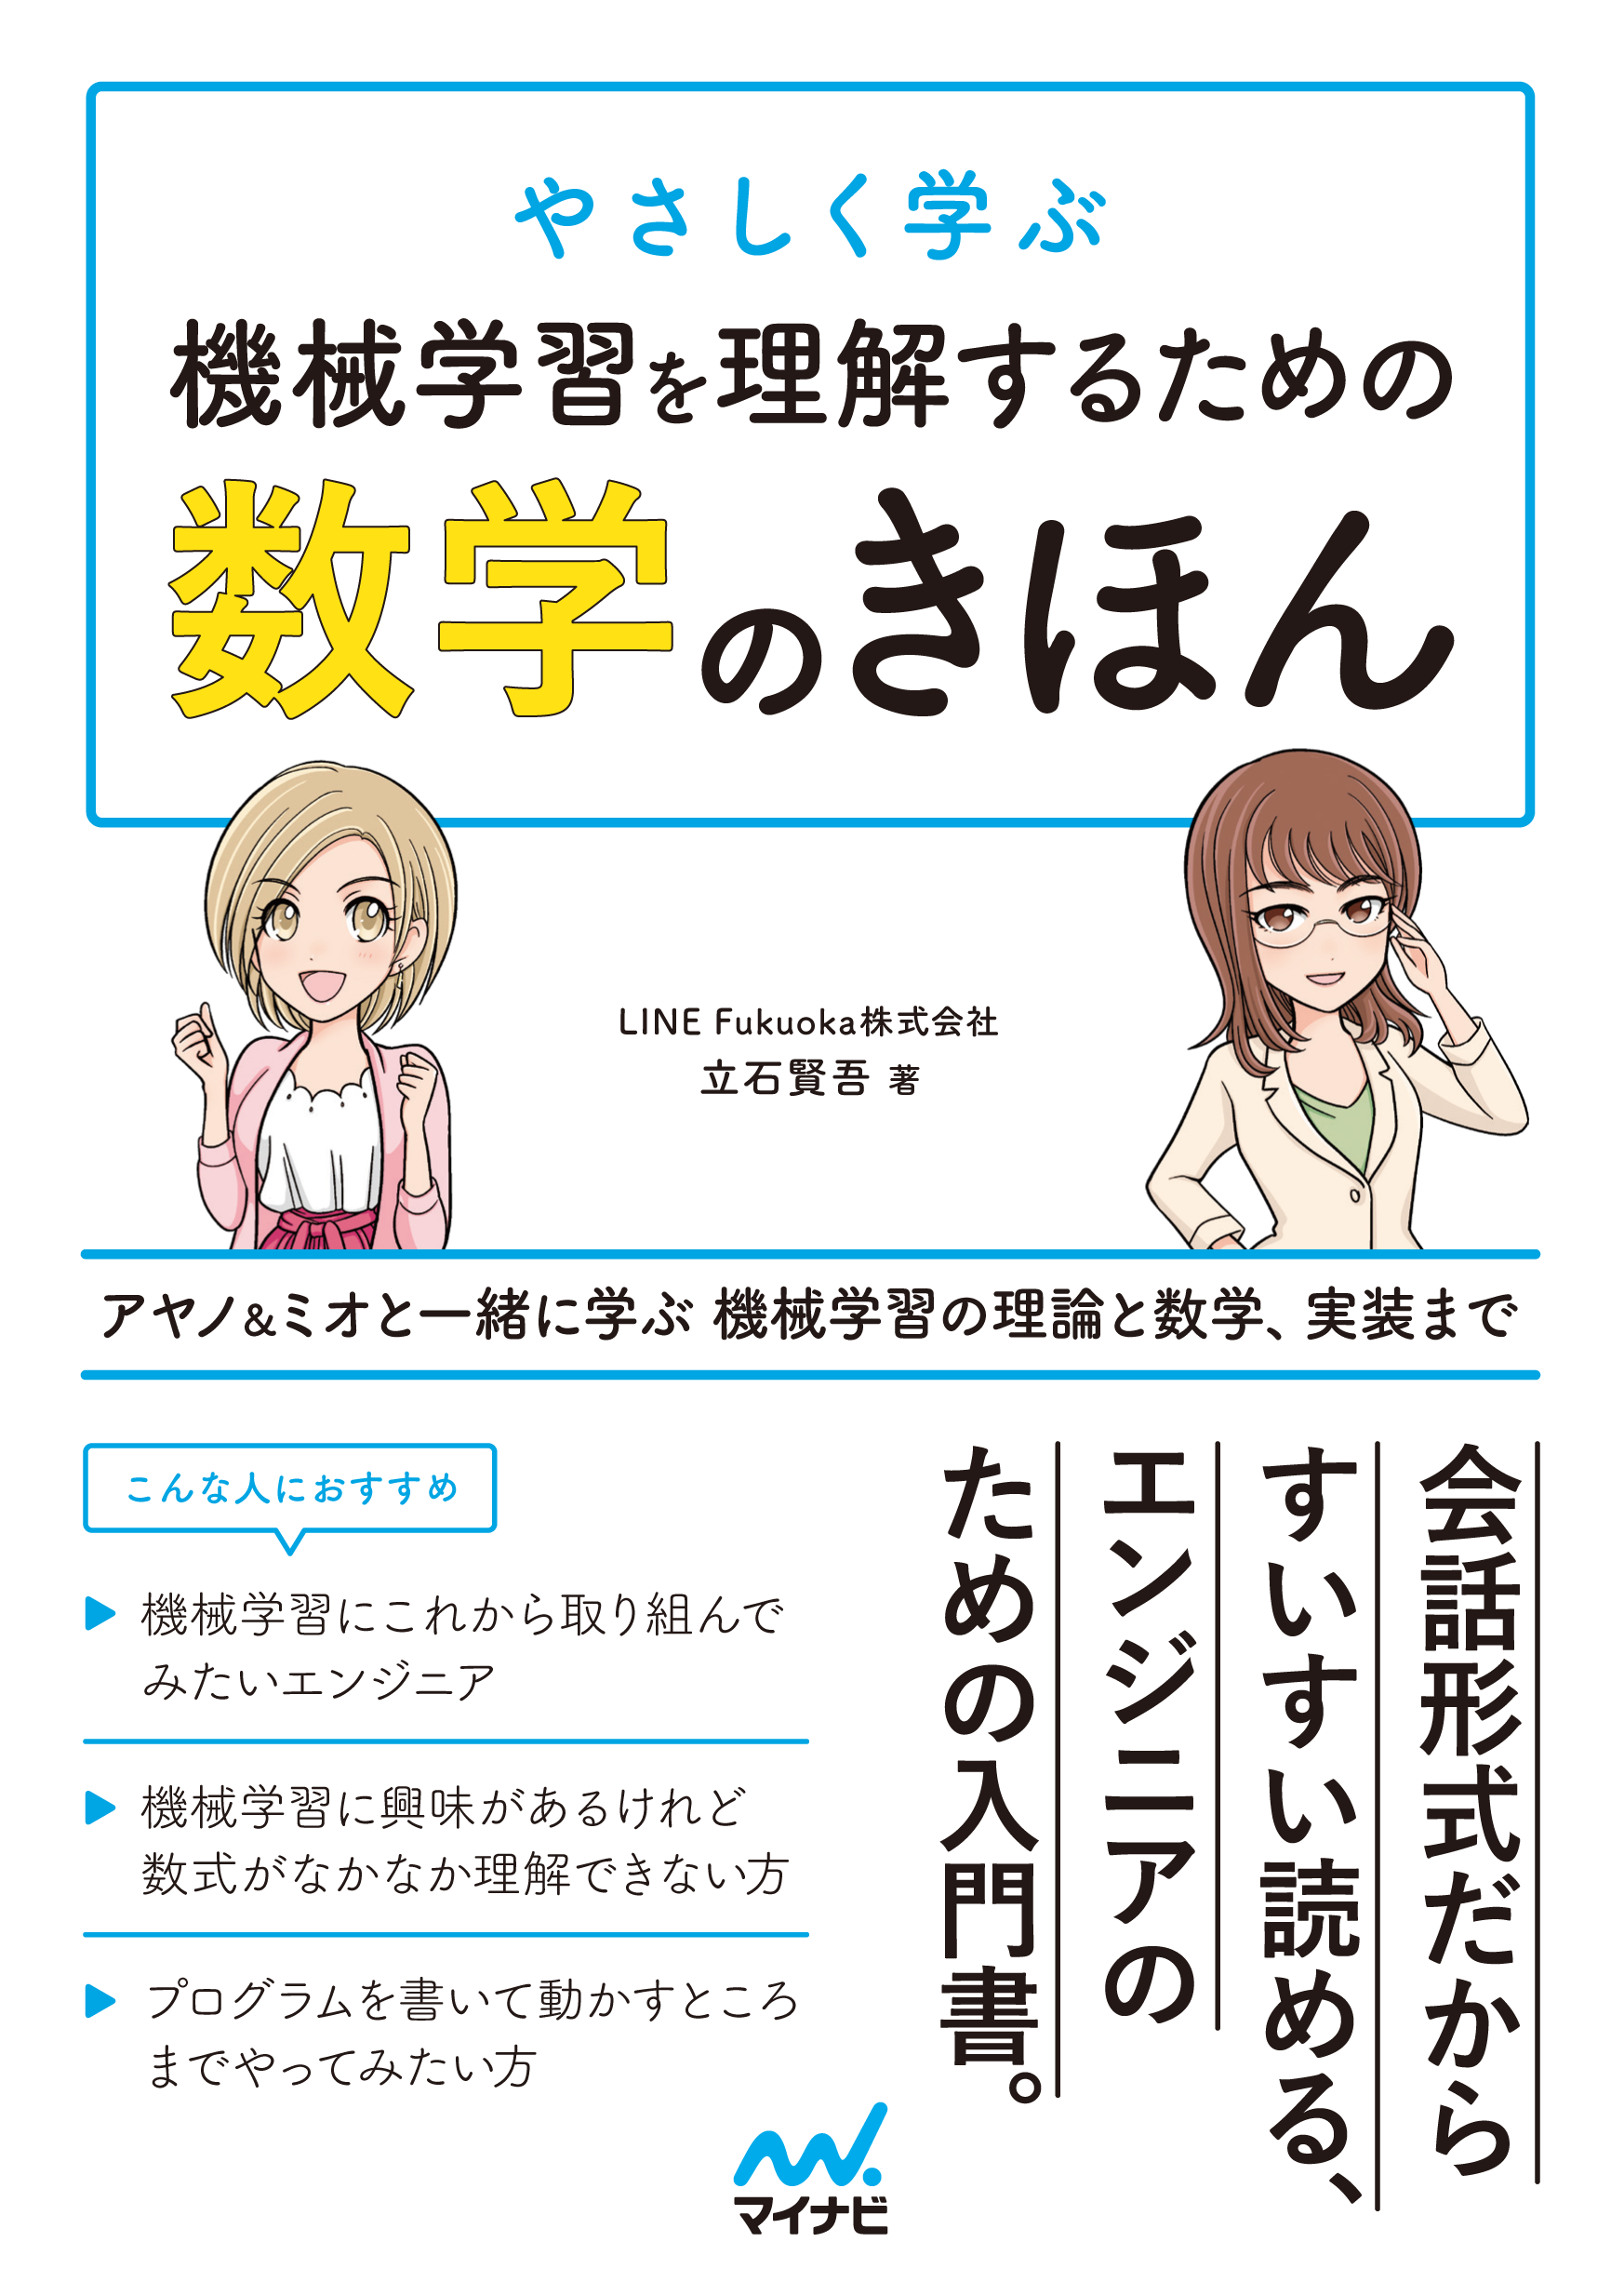 やさしく学ぶ
機械学習を理解するための
数学のきほん
LINE Fukuoka株式会社
立石賢吾 著
アヤノ&ミオと一緒に学ぶ 機械学習の理論と数学、実装まで
会話形式だから
すいすい読める、
エンジニアの
ための入門書。
こんな人におすすめ
機械学習にこれから取り組んで
みたいエンジニア
機械学習に興味があるけれど
数式がなかなか理解できない方
プログラムを書いて動かすところ
までやってみたい方
マイナビ